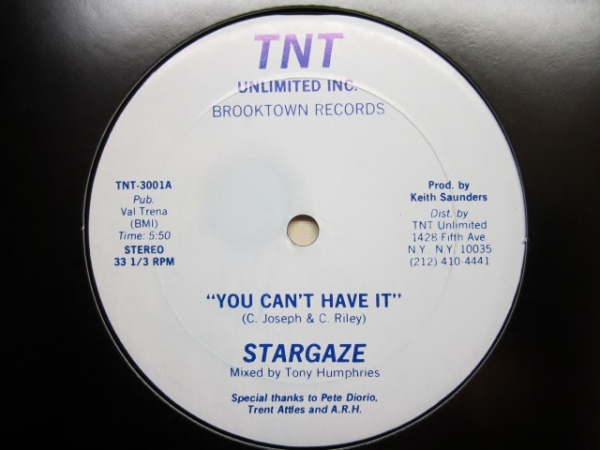 TNT
UNLIMITED INC.
BROOKTOWN RECORDS
TNT-3001A
Pub.
Val Trena
(BMI)
Time: 5:50
STEREO
33 1/3 RPM
Prod. by
Keith Saunders
Dist. by
TNT Unlimited
1428 Fifth Ave.
N.Y. N.Y. 10035
(212) 410-4441
"YOU CAN'T HAVE IT"
(C. Joseph & C. Riley)
STARGAZE
Mixed by Tony Humphries
Special thanks to Pete Diorio,
Trent Attles and A.R.H.